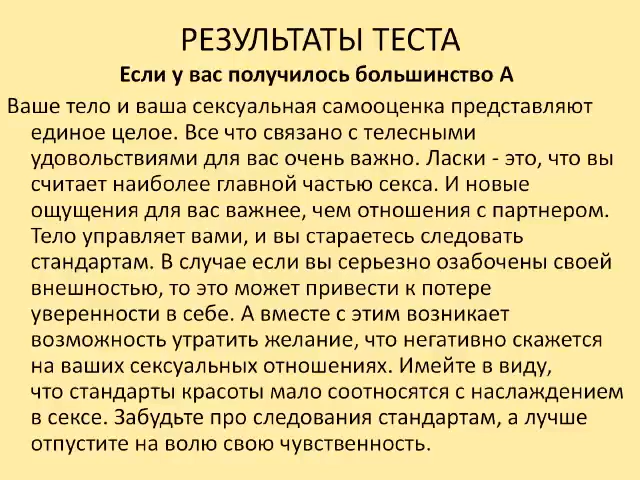 РЕЗУЛЬТАТЫ ТЕСТА
Если у вас получилось большинство А
Ваше тело и ваша сексуальная самооценка представляют
единое целое. Все что связано с телесными
удовольствиями для вас очень важно. Ласки - это, что вы
считает наиболее главной частью секса. И новые
ощущения для вас важнее, чем отношения с партнером.
Тело управляет вами, и вы стараетесь следовать
стандартам. В случае если вы серьезно озабочены своей
внешностью, то это может привести к потере
уверенности в себе. А вместе с этим возникает
возможность утратить желание, что негативно скажется
на ваших сексуальных отношениях. Имейте в виду,
что стандарты красоты мало соотносятся с наслаждением
в сексе. Забудьте про следования стандартам, а лучше
отпустите на волю свою чувственность.